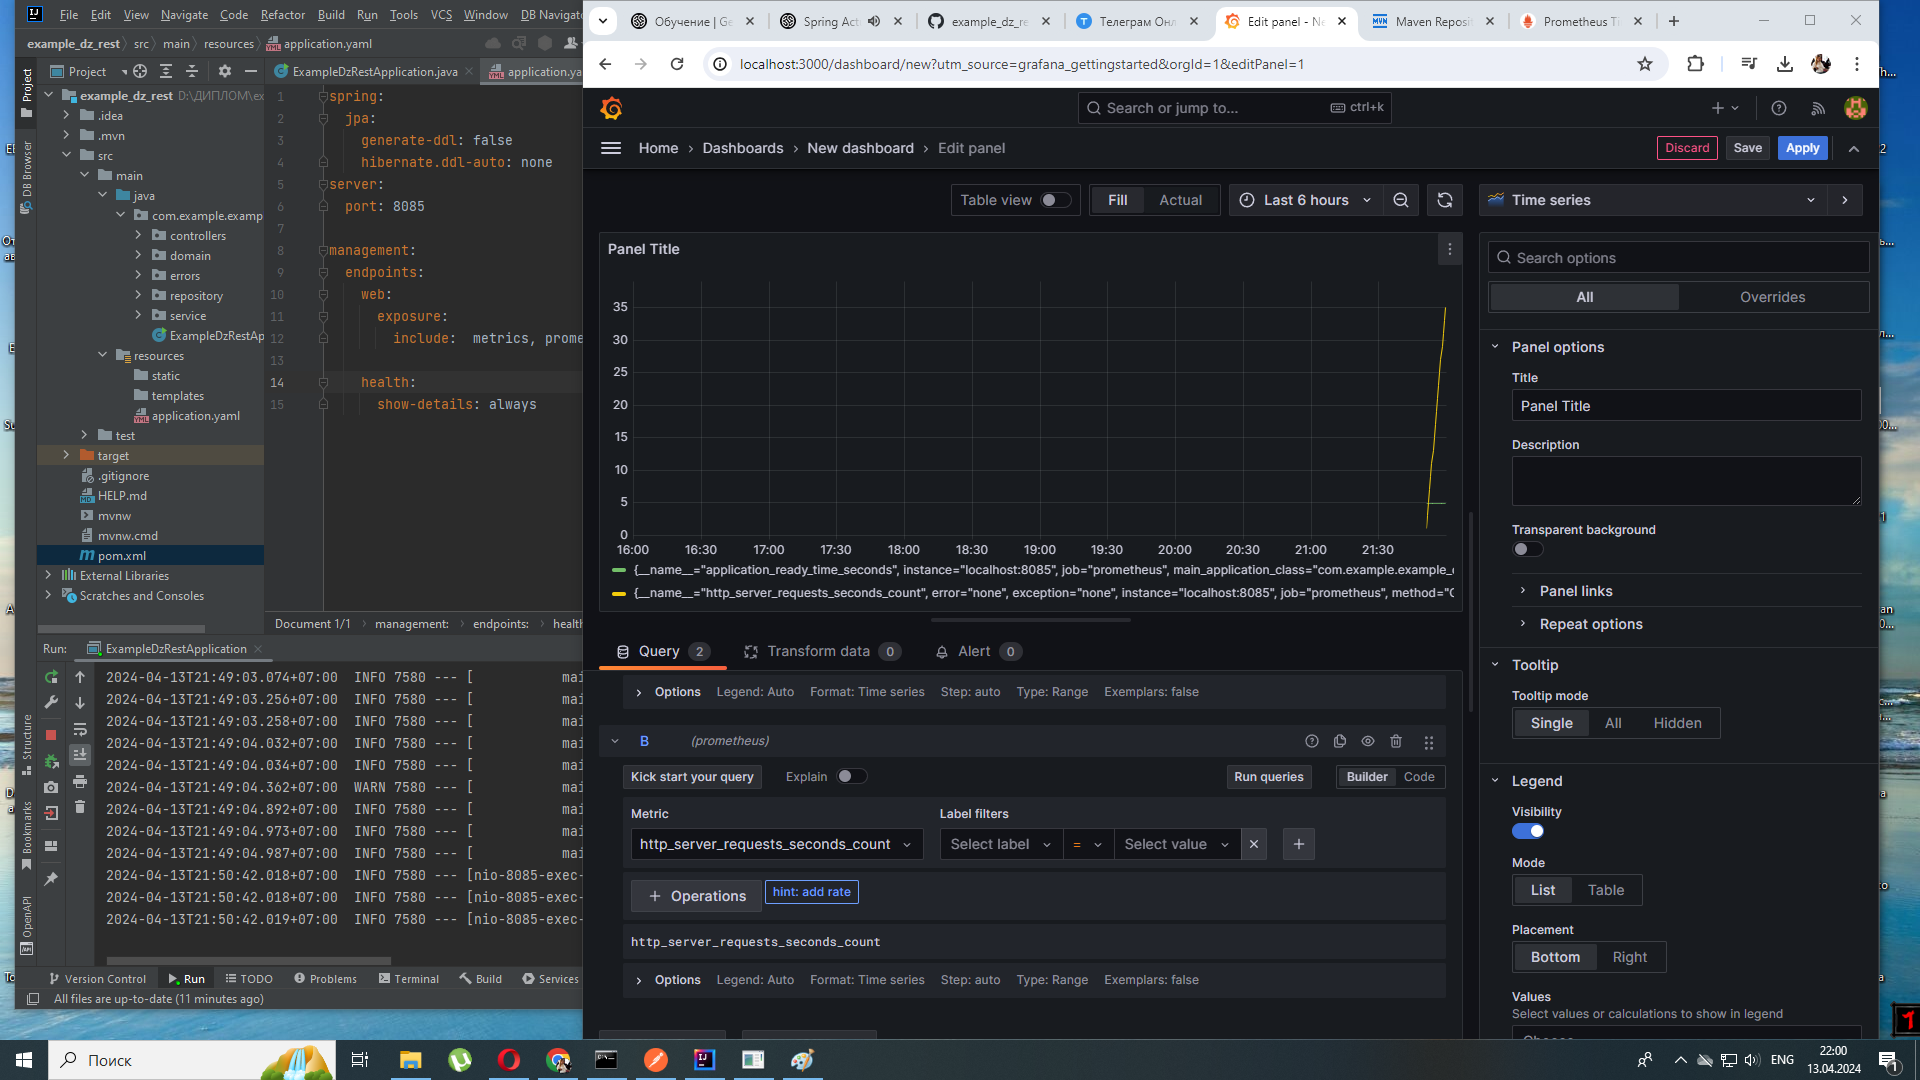 File Edit View Navigate Code Refactor Build Run Tools VCS Window DB Navigator
example_dz_rest src main resources application.yaml
Project
ExampleDzRestApplication.java
application.ya
example_dz_rest D:\ДИПЛОМ\ex
.idea
.mvn
src
main
java
com.example.examp
controllers
domain
errors
repository
service
ExampleDzRestAp
resources
static
templates
application.yaml
test
target
.gitignore
HELP.md
mvnw
mvnw.cmd
pom.xml
External Libraries
Scratches and Consoles
Project
DB Browser
Structure
Bookmarks
OpenAPI
1 spring:
2 jpa:
3 generate-ddl: false
4 hibernate.ddl-auto: none
5 server:
6 port: 8085
7
8 management:
9 endpoints:
10 web:
11 exposure:
12 include: metrics, prome
13
14 health:
15 show-details: always
Document 1/1 management: endpoints: healt
Run: ExampleDzRestApplication
2024-04-13T21:49:03.074+07:00 INFO 7580 --- [ mai
2024-04-13T21:49:03.256+07:00 INFO 7580 --- [ mai
2024-04-13T21:49:03.258+07:00 INFO 7580 --- [ mai
2024-04-13T21:49:04.032+07:00 INFO 7580 --- [ mai
2024-04-13T21:49:04.034+07:00 INFO 7580 --- [ mai
2024-04-13T21:49:04.362+07:00 WARN 7580 --- [ mai
2024-04-13T21:49:04.892+07:00 INFO 7580 --- [ mai
2024-04-13T21:49:04.973+07:00 INFO 7580 --- [ mai
2024-04-13T21:49:04.987+07:00 INFO 7580 --- [ mai
2024-04-13T21:50:42.018+07:00 INFO 7580 --- [nio-8085-exec-
2024-04-13T21:50:42.018+07:00 INFO 7580 --- [nio-8085-exec-
2024-04-13T21:50:42.019+07:00 INFO 7580 --- [nio-8085-exec-
Version Control Run TODO Problems Terminal Build Services
All files are up-to-date (11 minutes ago)
Обучение | Ge Spring Act example_dz_re Телеграм Онл Edit panel - Ne Maven Reposit Prometheus Ti
localhost:3000/dashboard/new?utm_source=grafana_gettingstarted&orgId=1&editPanel=1
Search or jump to... ctrl+k
Home › Dashboards › New dashboard › Edit panel
Discard Save Apply
Table view Fill Actual Last 6 hours
Time series
Panel Title
35
30
25
20
15
10
5
0
16:00 16:30 17:00 17:30 18:00 18:30 19:00 19:30 20:00 20:30 21:00 21:30
{__name__="application_ready_time_seconds", instance="localhost:8085", job="prometheus", main_application_class="com.example.example_d
{__name__="http_server_requests_seconds_count", error="none", exception="none", instance="localhost:8085", job="prometheus", method="G
Query 2 Transform data 0 Alert 0
Options Legend: Auto Format: Time series Step: auto Type: Range Exemplars: false
B (prometheus)
Kick start your query Explain Run queries Builder Code
Metric Label filters
http_server_requests_seconds_count Select label = Select value
+ Operations hint: add rate
http_server_requests_seconds_count
Options Legend: Auto Format: Time series Step: auto Type: Range Exemplars: false
Search options
All Overrides
Panel options
Title
Panel Title
Description
Transparent background
Panel links
Repeat options
Tooltip
Tooltip mode
Single All Hidden
Legend
Visibility
Mode
List Table
Placement
Bottom Right
Values
Select values or calculations to show in legend
Choose
Поиск
ENG
22:00
13.04.2024
1